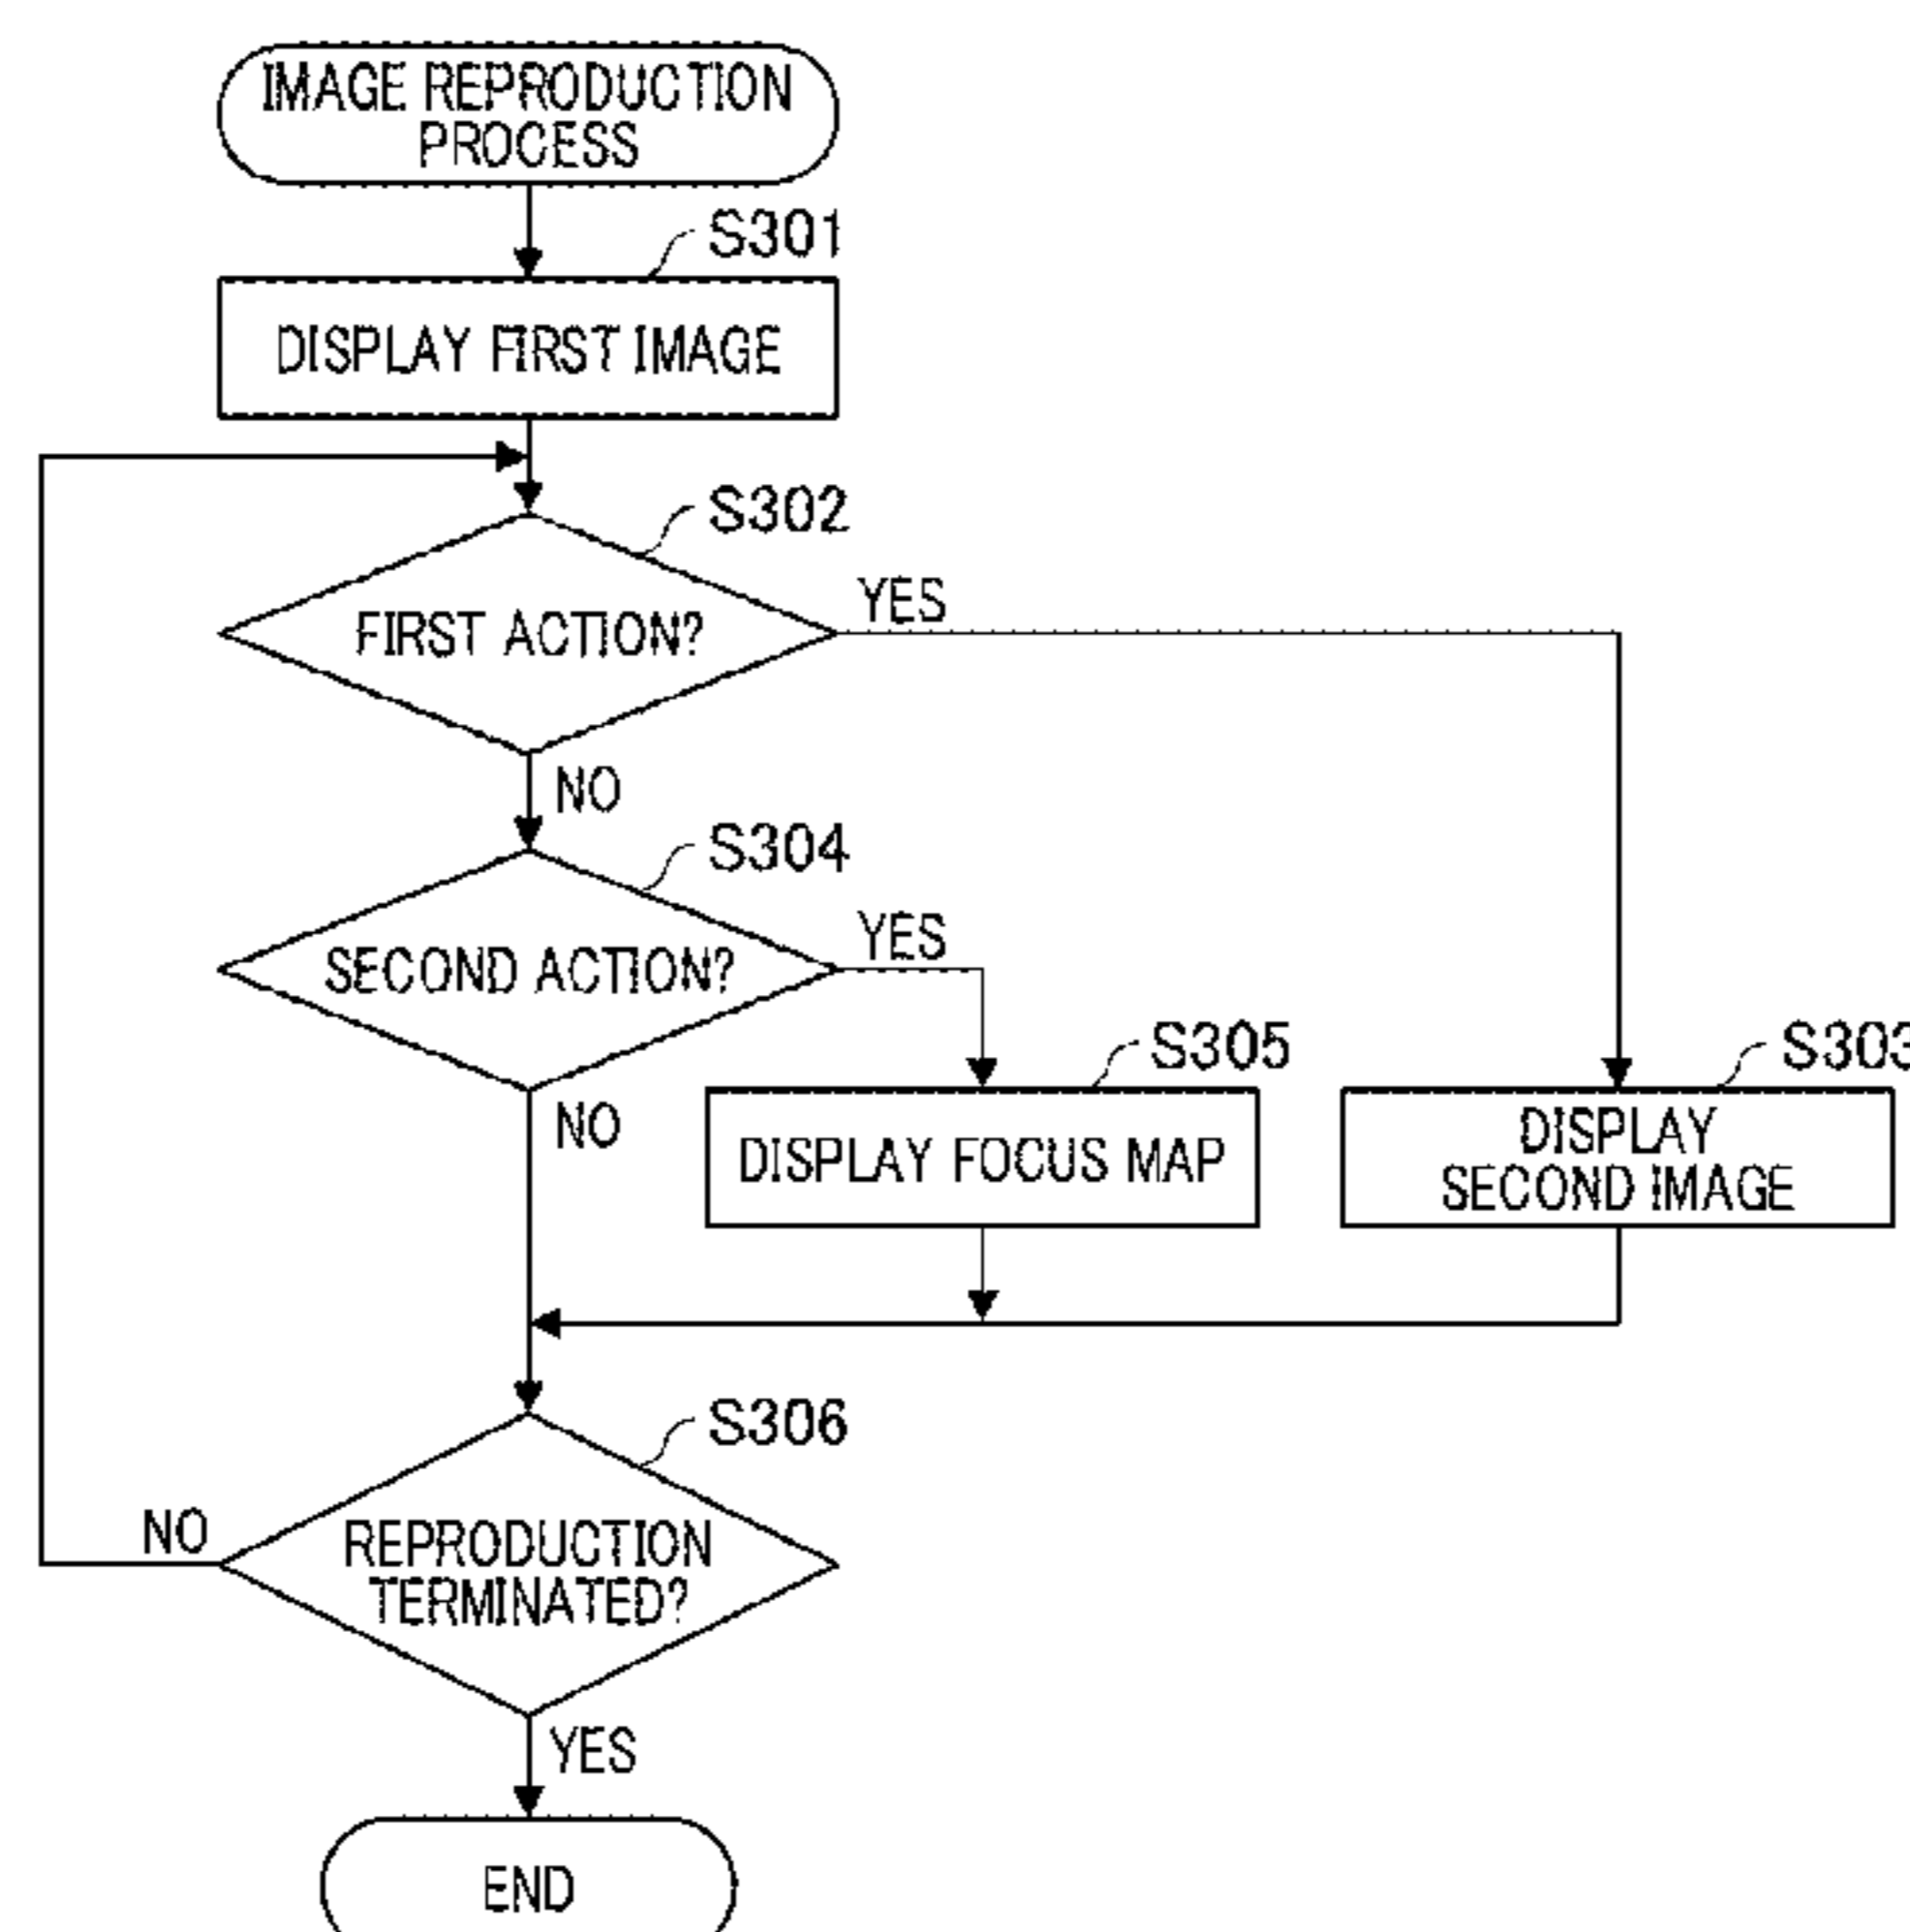 IMAGE REPRODUCTION
PROCESS
S301
DISPLAY FIRST IMAGE
S302
FIRST ACTION?
YES
NO
S304
SECOND ACTION?
YES
NO
S305
DISPLAY FOCUS MAP
S303
DISPLAY
SECOND IMAGE
S306
REPRODUCTION
TERMINATED?
NO
YES
END